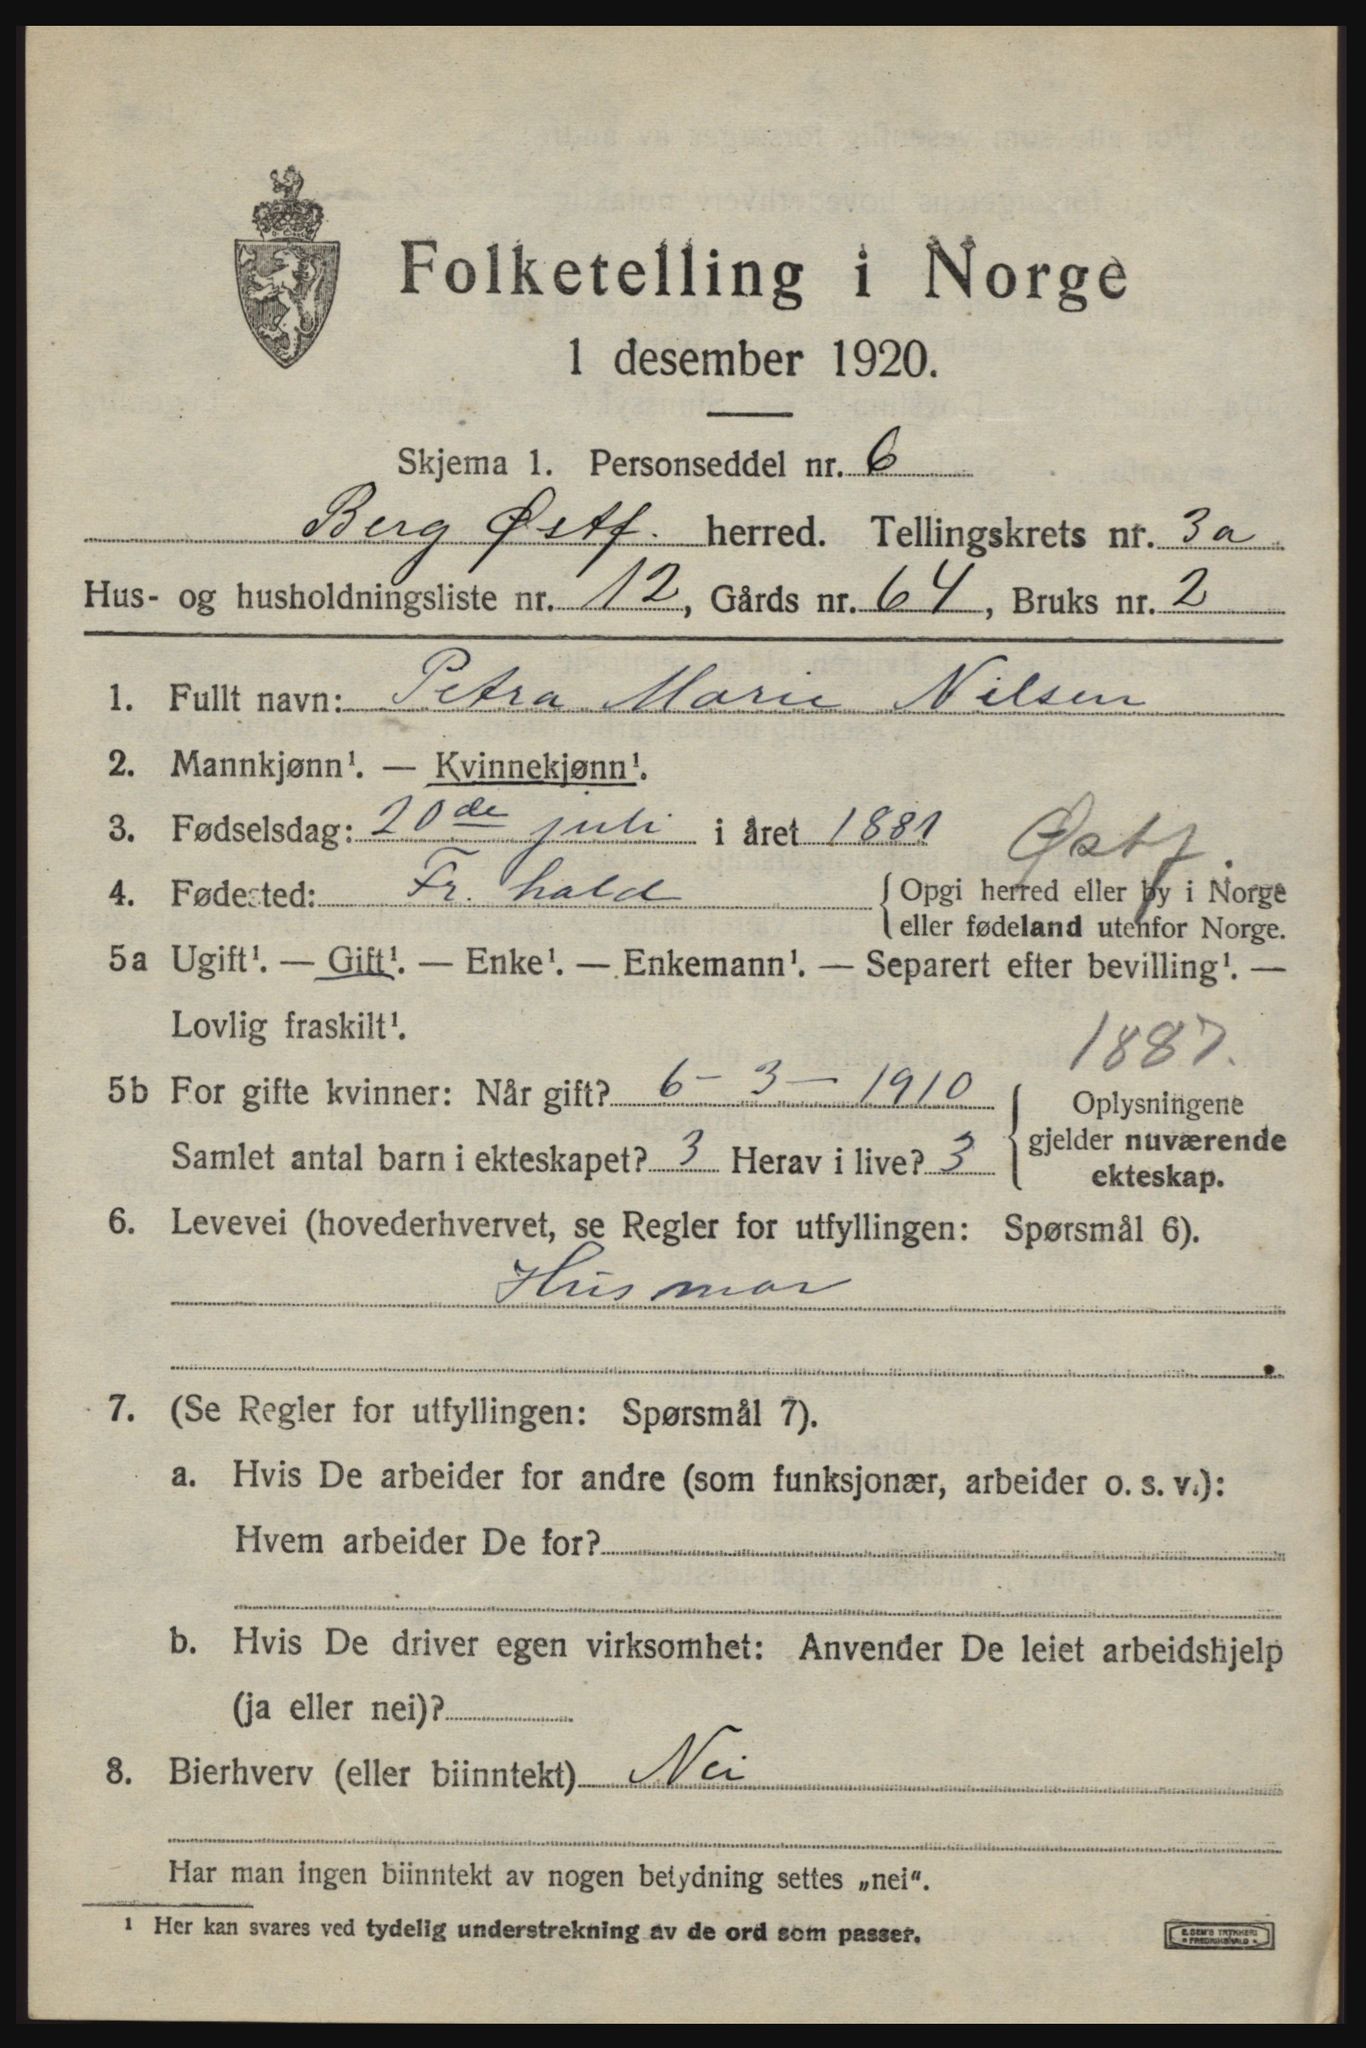 Folketelling i Norge
1 desember 1920.
Skjema 1. Personseddel nr. 6
Berg Østf. herred. Tellingskrets nr. 3a
Hus- og husholdningsliste nr. 12, Gårds nr. 64, Bruks nr. 2
1. Fullt navn: Petra Marie Nilsen
2. Mannkjønn¹. — Kvinnekjønn¹.
3. Fødselsdag: 20de juli i året 1881
Østf.
4. Fødested: Fr. hald { Opgi herred eller by i Norge
eller fødeland utenfor Norge.
5a Ugift¹. — Gift¹. — Enke¹. — Enkemann¹. — Separert efter bevilling¹. —
Lovlig fraskilt¹.
1887.
5b For gifte kvinner: Når gift? 6 – 3 – 1910 { Oplysningene
gjelder nuværende
Samlet antal barn i ekteskapet? 3 Herav i live? 3
ekteskap.
6. Levevei (hovederhvervet, se Regler for utfyllingen: Spørsmål 6).
Husmor
7. (Se Regler for utfyllingen: Spørsmål 7).
a. Hvis De arbeider for andre (som funksjonær, arbeider o. s. v.):
Hvem arbeider De for?
b. Hvis De driver egen virksomhet: Anvender De leiet arbeidshjelp
(ja eller nei)?
8. Bierhverv (eller biinntekt) Nei
Har man ingen biinntekt av nogen betydning settes „nei“.
¹ Her kan svares ved tydelig understrekning av de ord som passer.
E. SEM'S TRYKKERI
FREDRIKSHALD